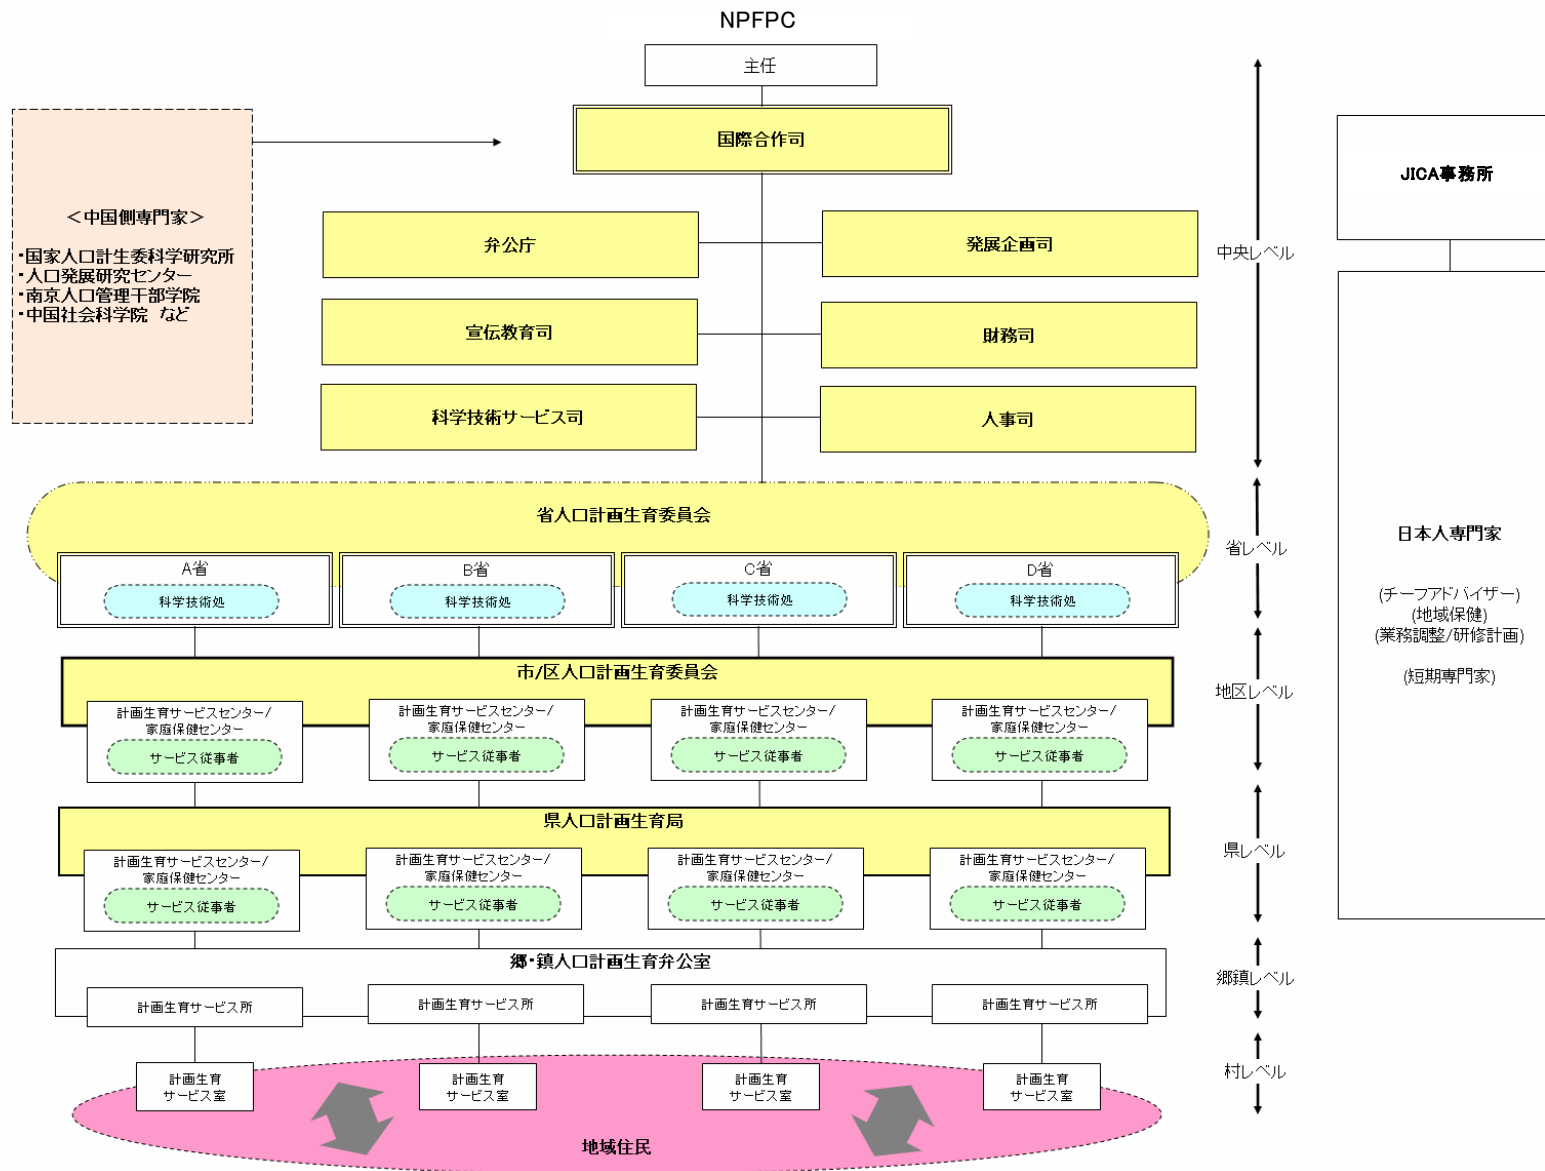 NPFPC
主任
国際合作司
＜中国側専門家＞
・国家人口計生委科学研究所
・人口発展研究センター
・南京人口管理干部学院
・中国社会科学院　など
弁公庁
発展企画司
宣伝教育司
財務司
科学技術サービス司
人事司
中央レベル
JICA事務所
日本人専門家
(チーフアドバイザー)
(地域保健)
(業務調整/研修計画)
(短期専門家)
省人口計画生育委員会
A省
B省
C省
D省
科学技術処
科学技術処
科学技術処
科学技術処
省レベル
市/区人口計画生育委員会
計画生育サービスセンター/
家庭保健センター
サービス従事者
計画生育サービスセンター/
家庭保健センター
サービス従事者
計画生育サービスセンター/
家庭保健センター
サービス従事者
計画生育サービスセンター/
家庭保健センター
サービス従事者
地区レベル
県人口計画生育局
計画生育サービスセンター/
家庭保健センター
サービス従事者
計画生育サービスセンター/
家庭保健センター
サービス従事者
計画生育サービスセンター/
家庭保健センター
サービス従事者
計画生育サービスセンター/
家庭保健センター
サービス従事者
県レベル
郷・鎮人口計画生育弁公室
計画生育サービス所
計画生育サービス所
計画生育サービス所
計画生育サービス所
郷鎮レベル
計画生育
サービス室
計画生育
サービス室
計画生育
サービス室
計画生育
サービス室
村レベル
地域住民